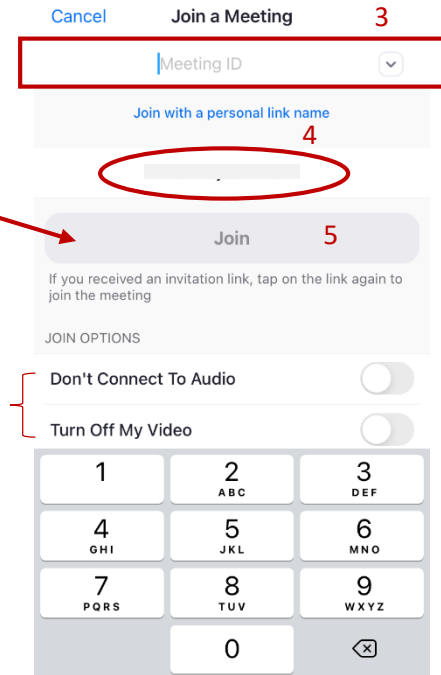 Cancel Join a Meeting 3
Meeting ID
Join with a personal link name
4
Join 5
If you received an invitation link, tap on the link again to
join the meeting
JOIN OPTIONS
Don't Connect To Audio
Turn Off My Video
1 2 3
ABC DEF
4 5 6
GHI JKL MNO
7 8 9
PQRS TUV WXYZ
0